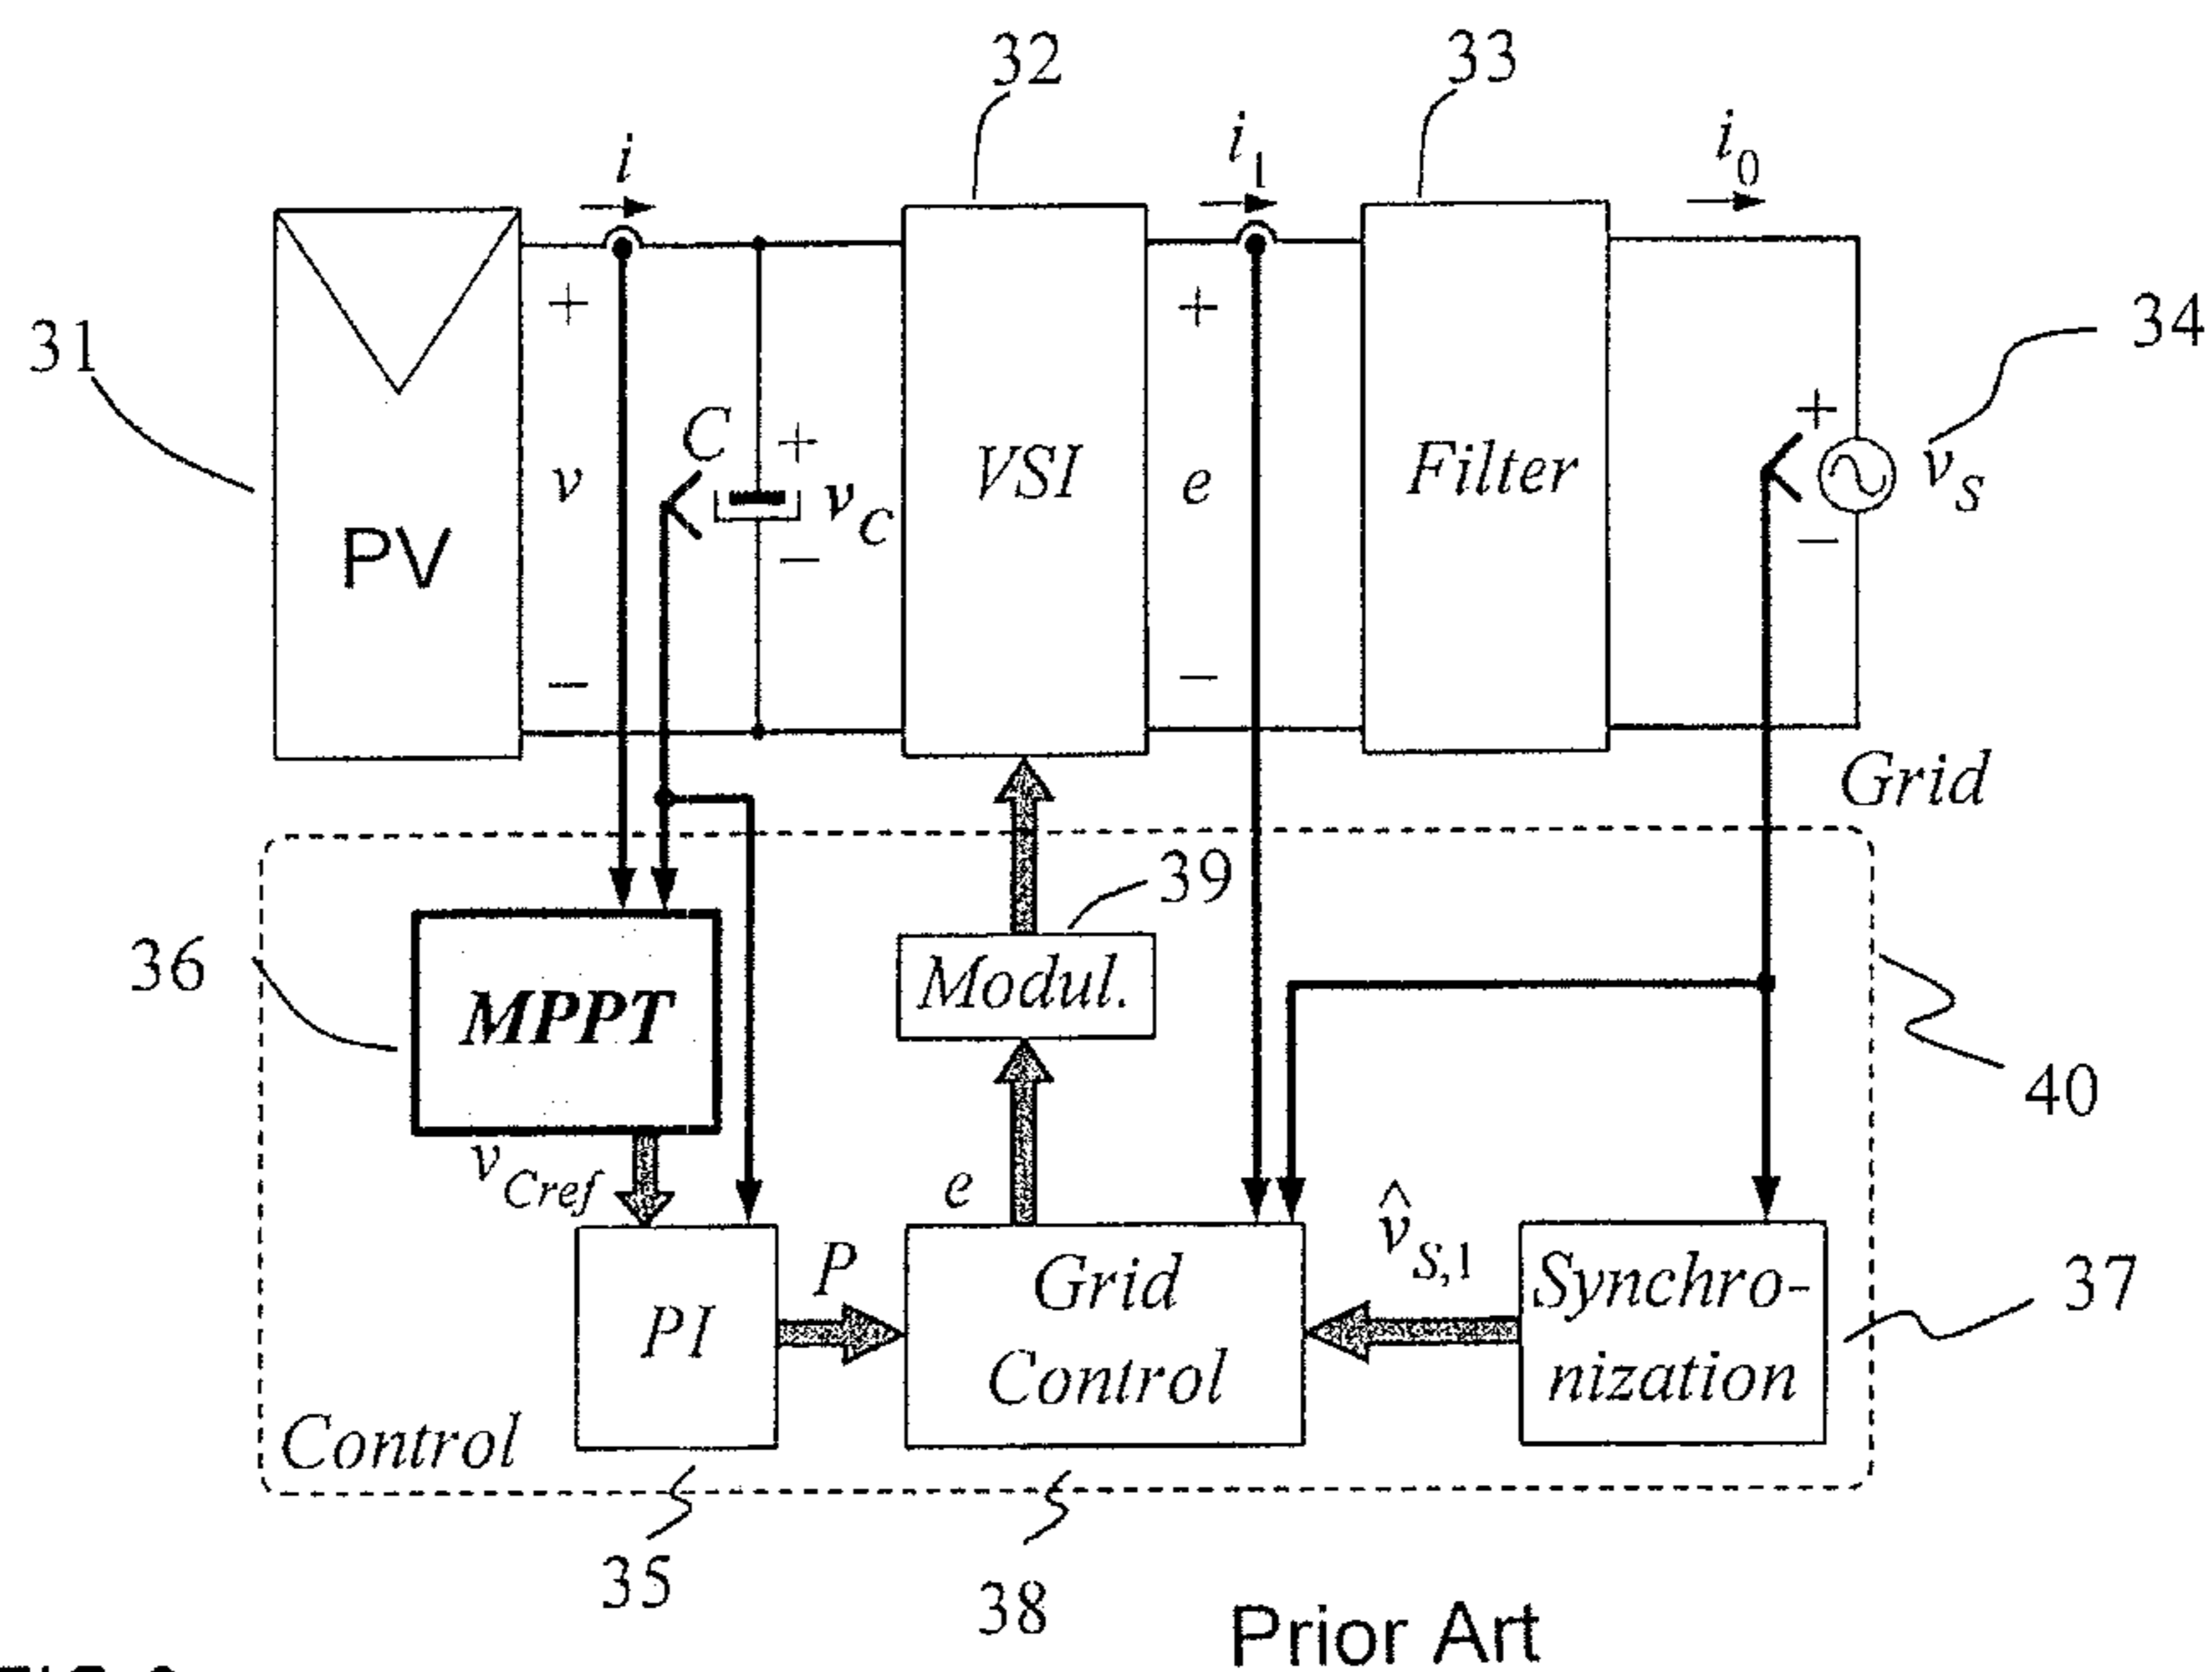 32
33
i
i1
i0
31
34
+
+
+
C
+
v
PV
vC
VSI
e
Filter
vS
−
−
−
−
Grid
36
MPPT
39
Modul.
40
vCref
e
v̂S,1
P
PI
Grid
Control
Synchro-
nization
37
Control
35
38
Prior Art